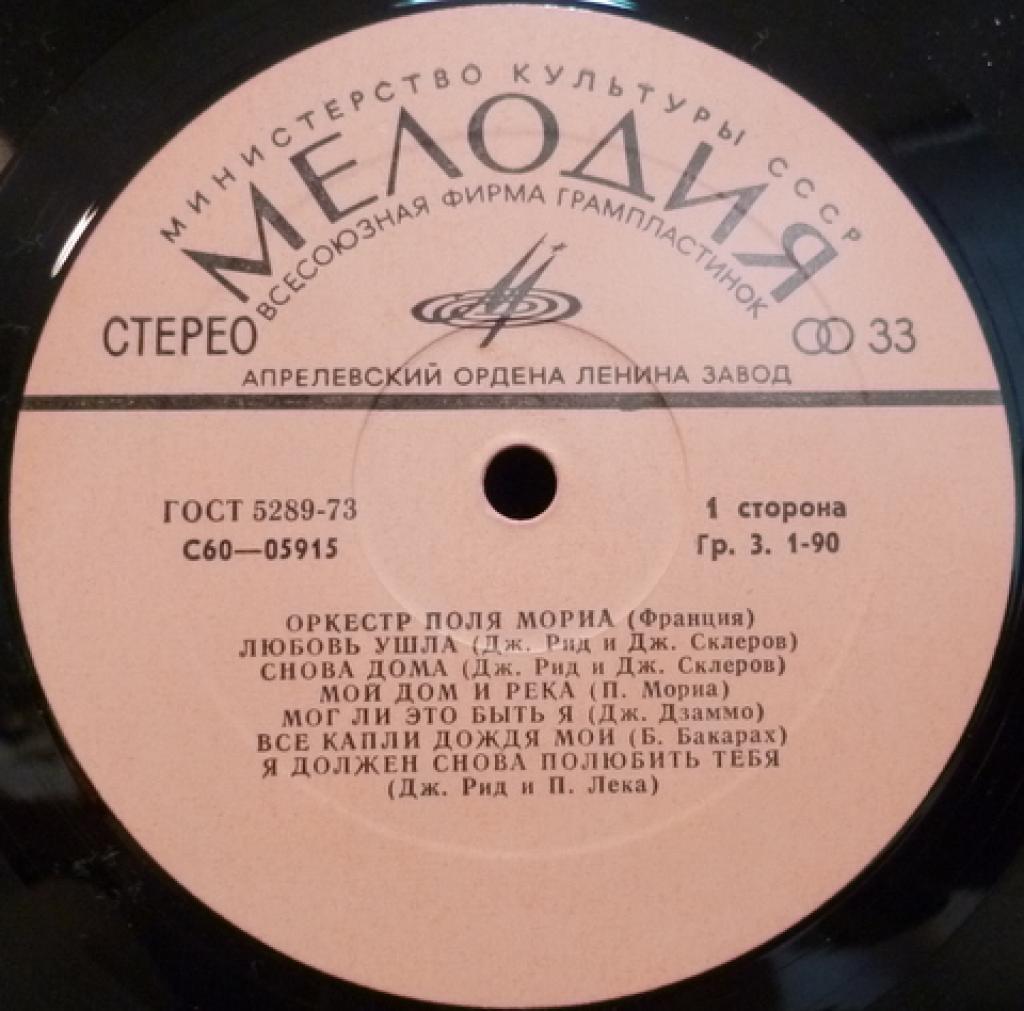 МИНИСТЕРСТВО КУЛЬТУРЫ СССР
МЕЛОДИЯ
ВСЕСОЮЗНАЯ ФИРМА ГРАМПЛАСТИНОК
СТЕРЕО
33
АПРЕЛЕВСКИЙ ОРДЕНА ЛЕНИНА ЗАВОД
ГОСТ 5289-73
С60—05915
1 сторона
Гр. 3. 1-90
ОРКЕСТР ПОЛЯ МОРИА (Франция)
ЛЮБОВЬ УШЛА (Дж. Рид и Дж. Склеров)
СНОВА ДОМА (Дж. Рид и Дж. Склеров)
МОЙ ДОМ И РЕКА (П. Мориа)
МОГ ЛИ ЭТО БЫТЬ Я (Дж. Дзаммо)
ВСЕ КАПЛИ ДОЖДЯ МОИ (Б. Бакарах)
Я ДОЛЖЕН СНОВА ПОЛЮБИТЬ ТЕБЯ
(Дж. Рид и П. Лека)